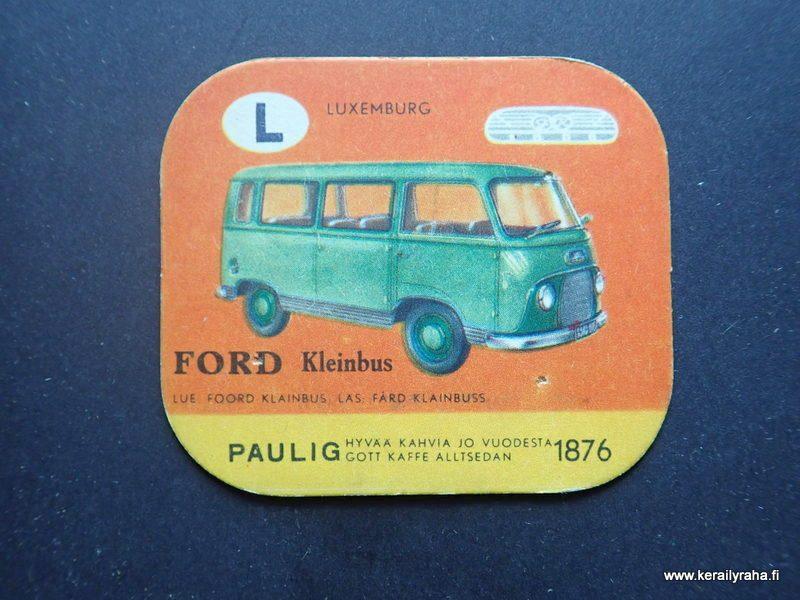 L
LUXEMBURG
FORD Kleinbus
LUE: FOORD KLAINBUS, LÄS: FÅRD KLAINBUSS
PAULIG HYVÄÄ KAHVIA JO VUODESTA 1876
GOTT KAFFE ALLTSEDAN
www.kerailyraha.fi